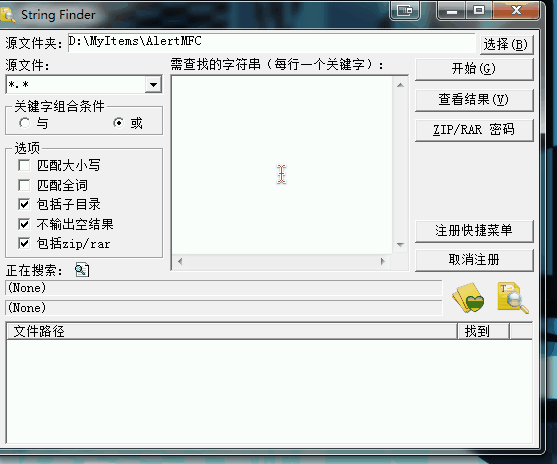 String Finder
源文件夹: D:\MyItems\AlertMFC 选择(B)
源文件: 需查找的字符串（每行一个关键字）: 开始(G)
*.*
关键字组合条件 查看结果(V)
与 或 ZIP/RAR 密码
选项
匹配大小写
匹配全词
包括子目录
不输出空结果 注册快捷菜单
包括zip/rar
取消注册
正在搜索:
(None)
(None)
文件路径 找到